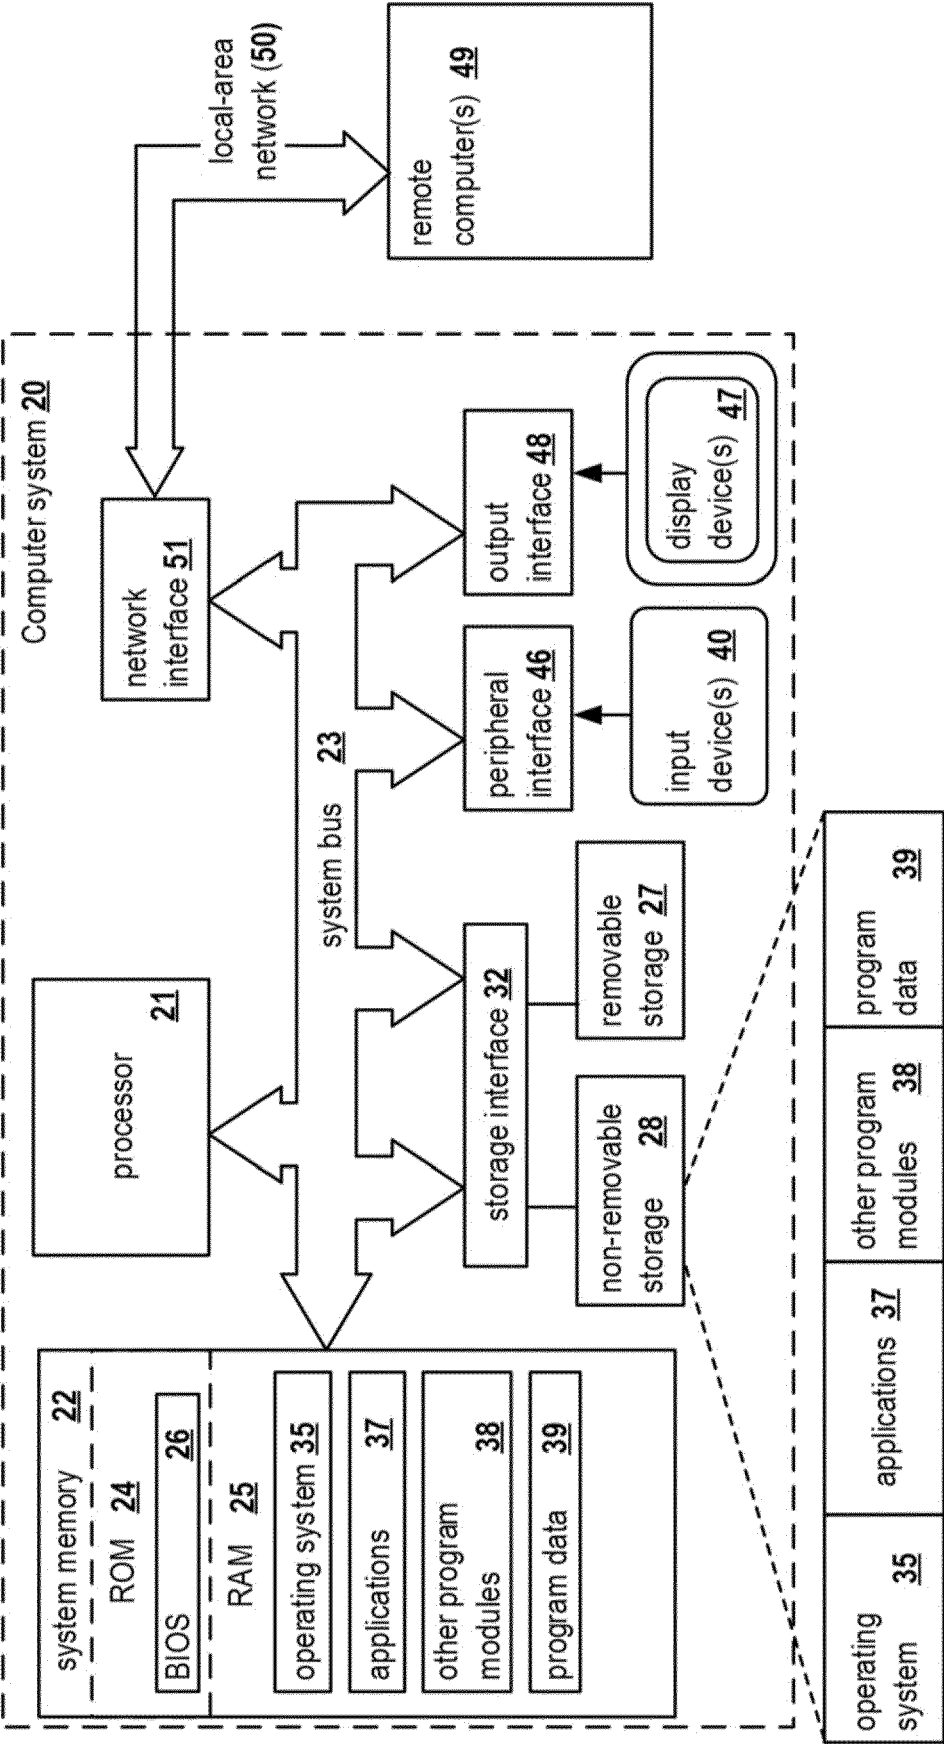 Computer system 20
system memory 22
ROM 24
BIOS 26
RAM 25
operating system 35
applications 37
other program
modules 38
program data 39
processor 21
network
interface 51
local-area
network (50)
system bus 23
storage interface 32
peripheral
interface 46
output
interface 48
remote
computer(s) 49
non-removable
storage 28
removable
storage 27
input
device(s) 40
display
device(s) 47
operating
system 35
applications 37
other program
modules 38
program
data 39